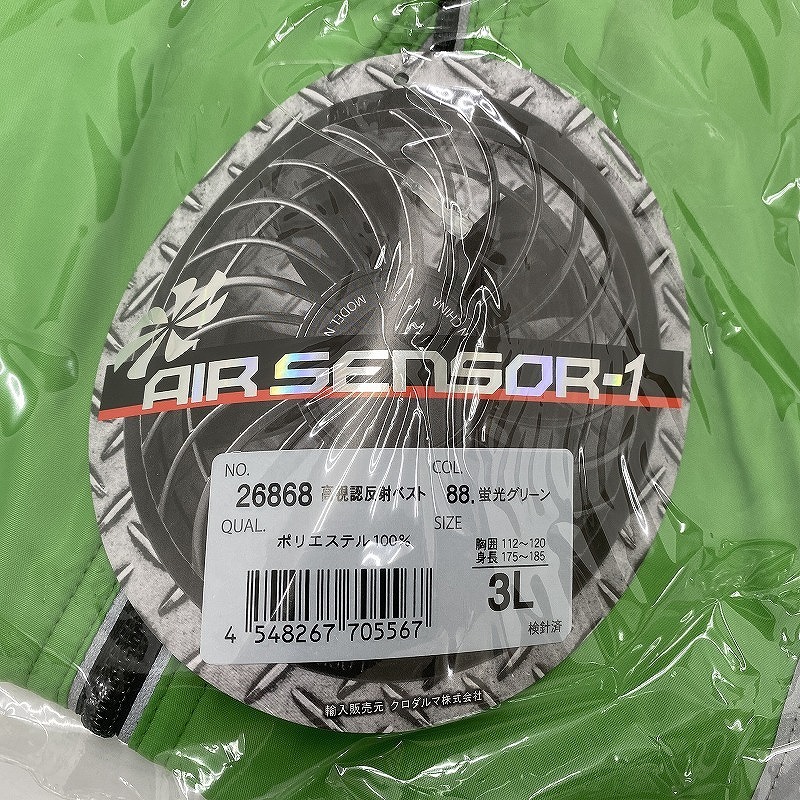 MODEL N
CHINA
AIR SENSOR-1
NO. COL.
26868 高視認反射ベスト 88. 蛍光グリーン
QUAL. SIZE
ポリエステル100% 胸囲 112〜120
身長 175〜185
3L
4 548267 705567
検針済
輸入販売元 クロダルマ株式会社